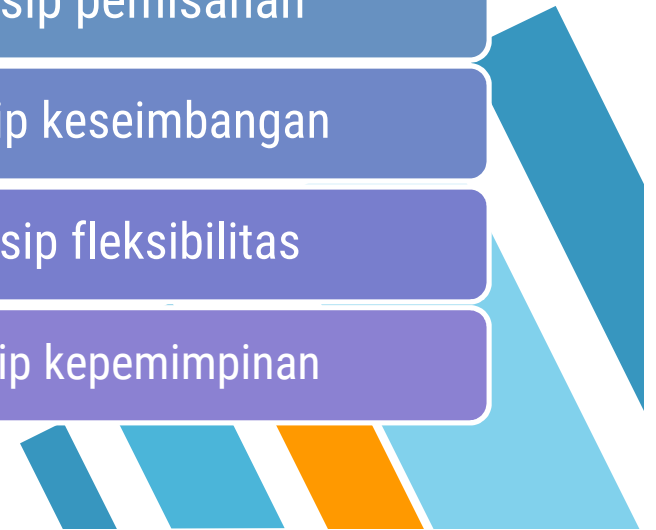 sip pemisahan
ip keseimbangan
sip fleksibilitas
ip kepemimpinan